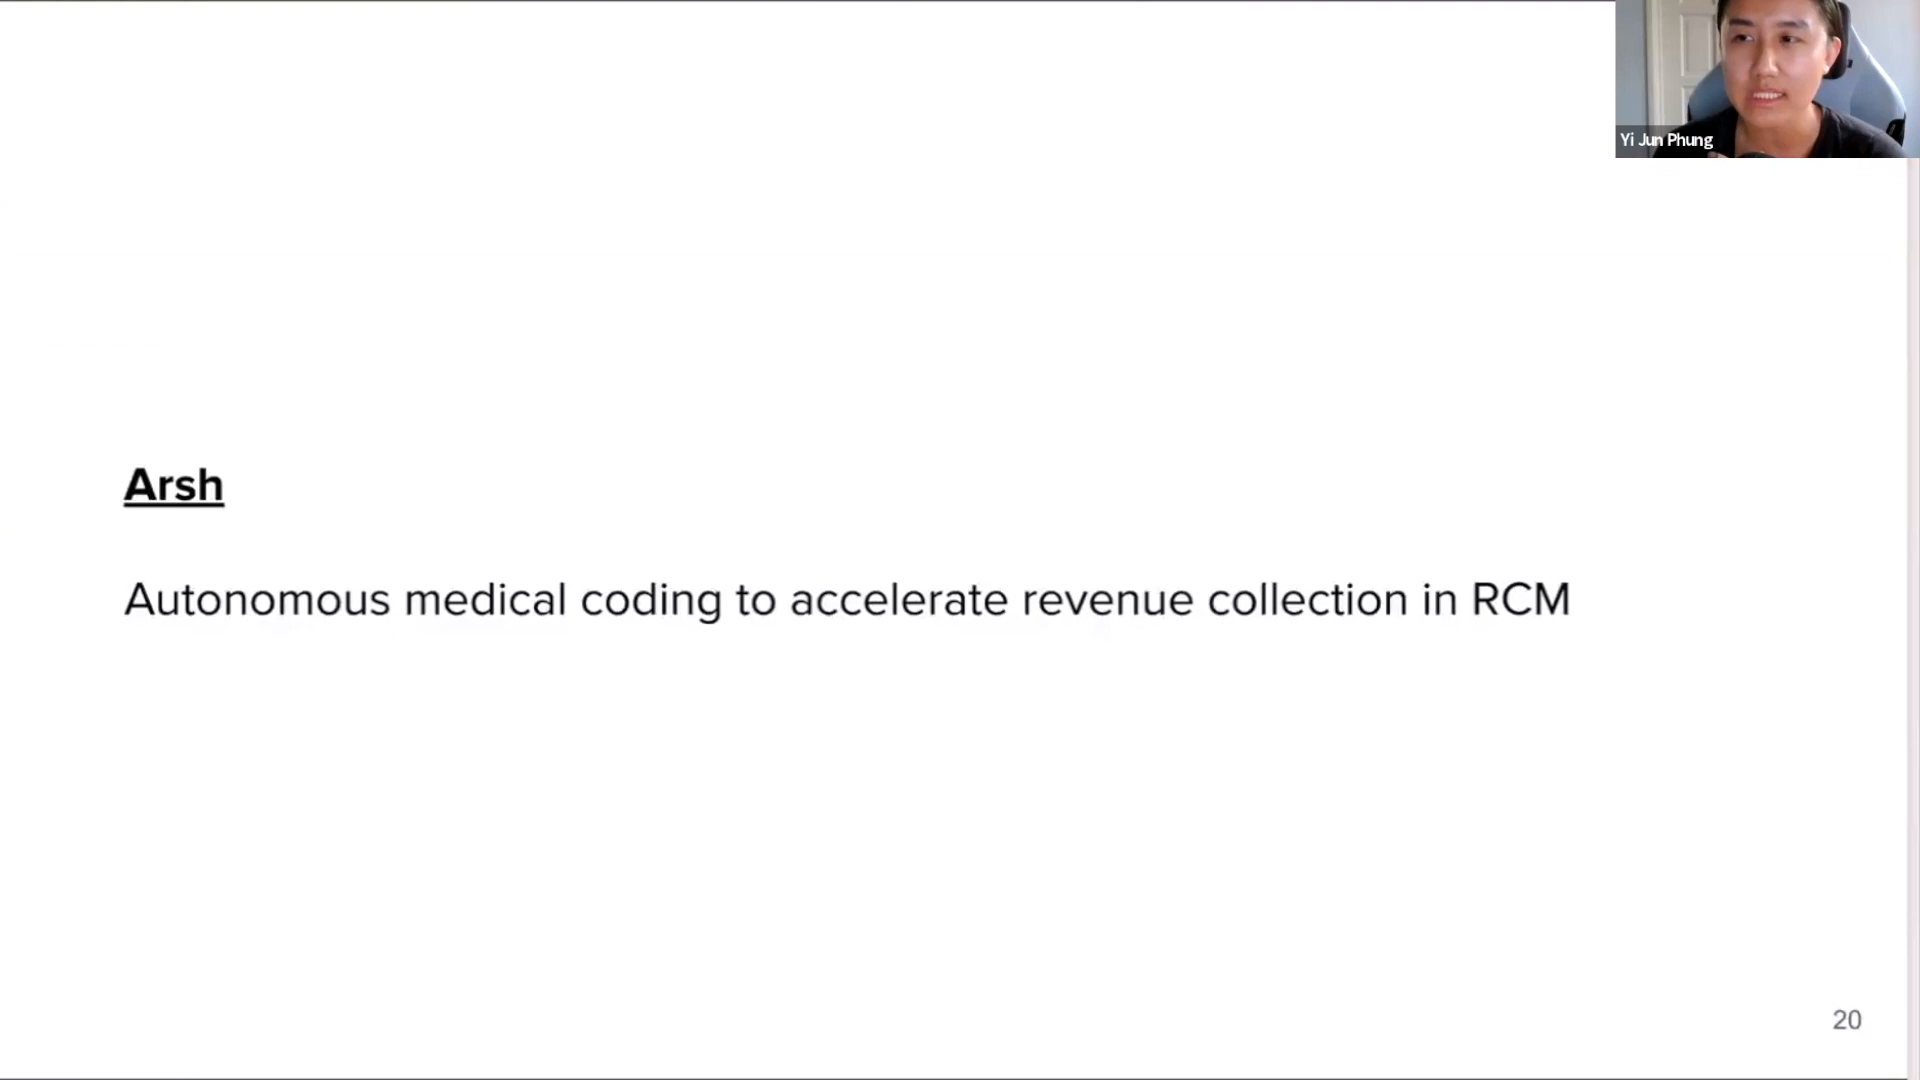 Yi Jun Phung
Arsh
Autonomous medical coding to accelerate revenue collection in RCM
20